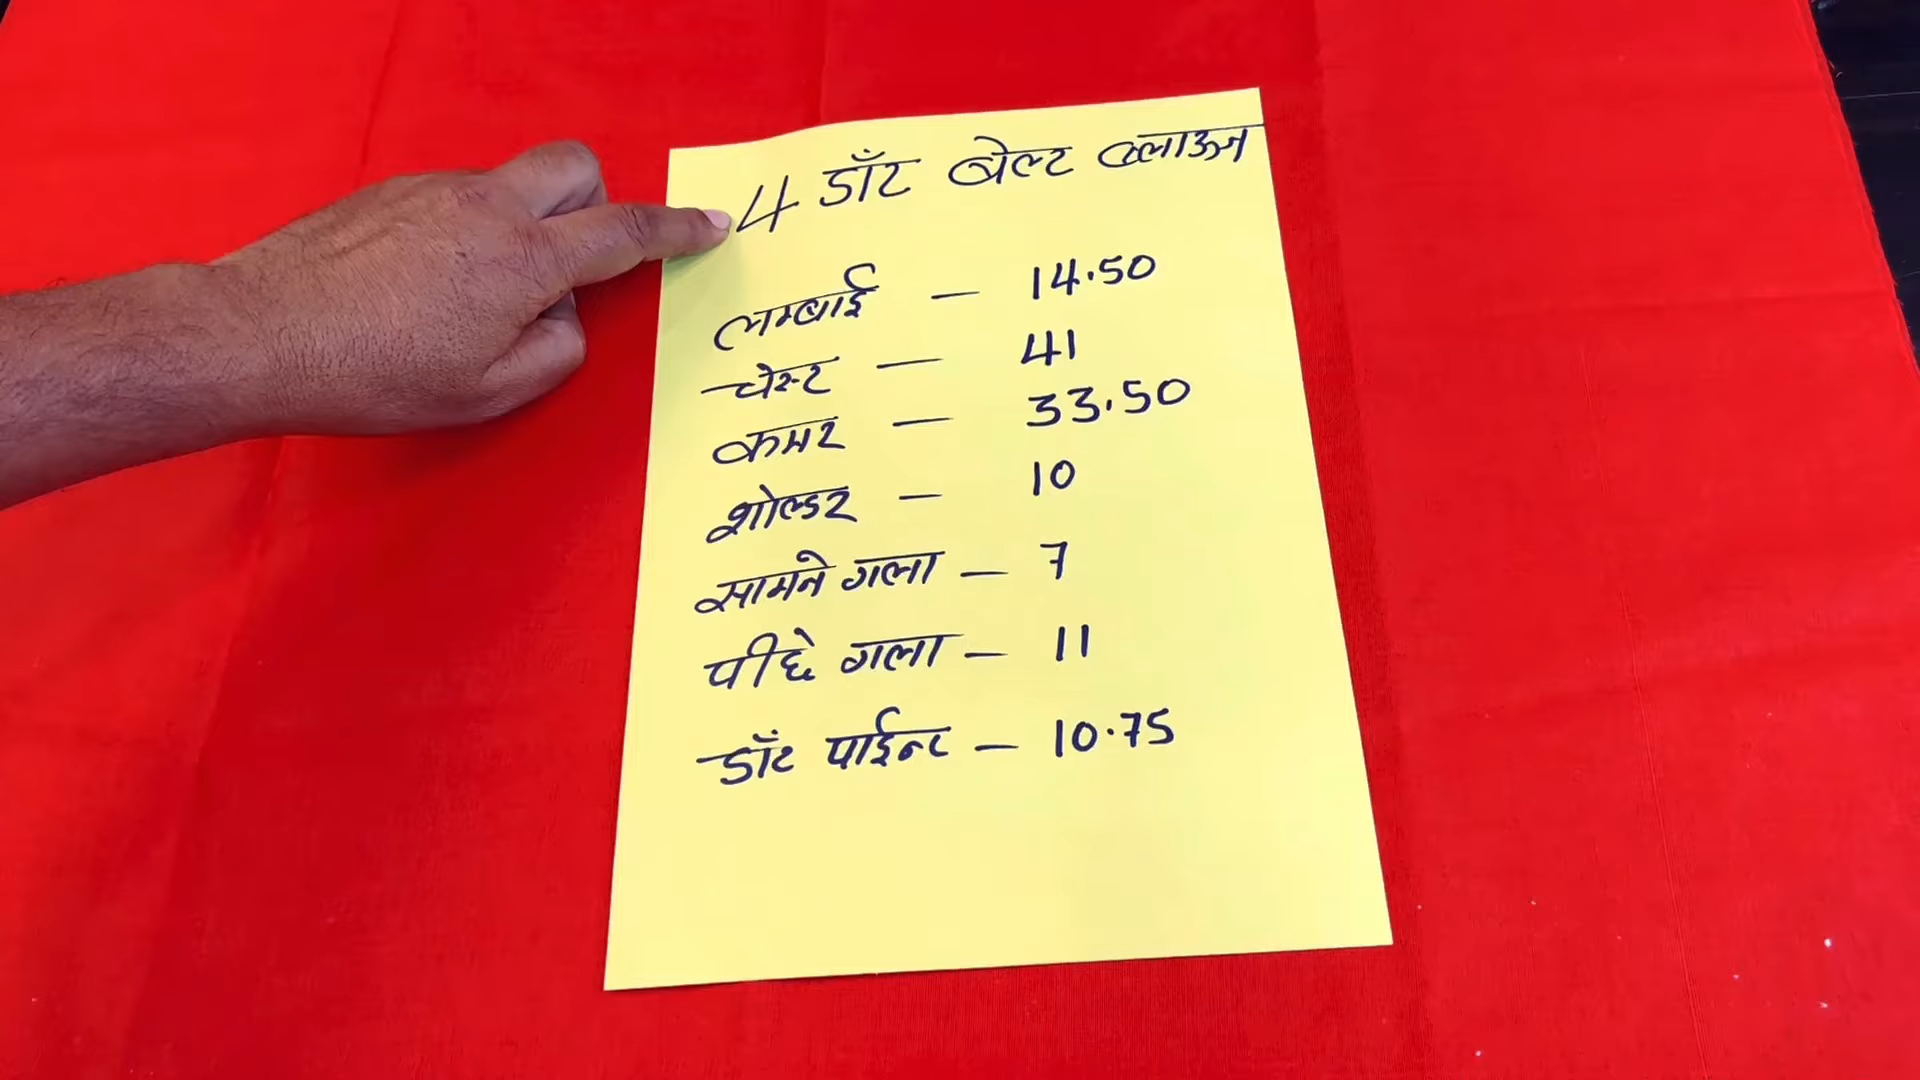 4 डॉट बेल्ट ब्लाऊज
लम्बाई — 14.50
चेस्ट — 41
कमर — 33.50
शोल्डर — 10
सामने गला — 7
पीछे गला — 11
डॉट पाईन्ट — 10.75